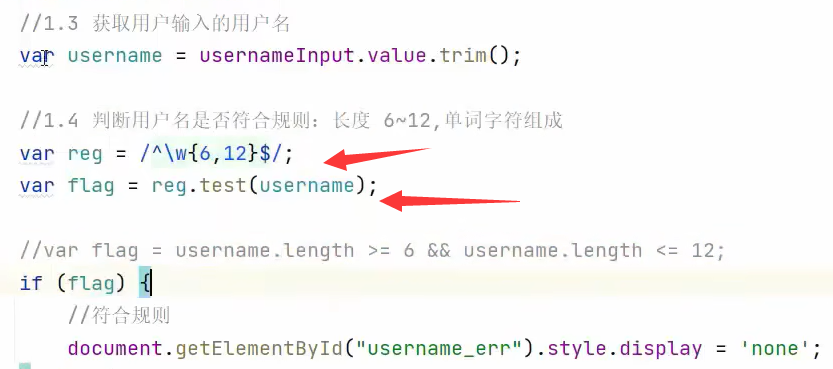 //1.3 获取用户输入的用户名
var username = usernameInput.value.trim();
//1.4 判断用户名是否符合规则：长度 6~12,单词字符组成
var reg = /^\w{6,12}$/;
var flag = reg.test(username);
//var flag = username.length >= 6 && username.length <= 12;
if (flag) {
//符合规则
document.getElementById("username_err").style.display = 'none';